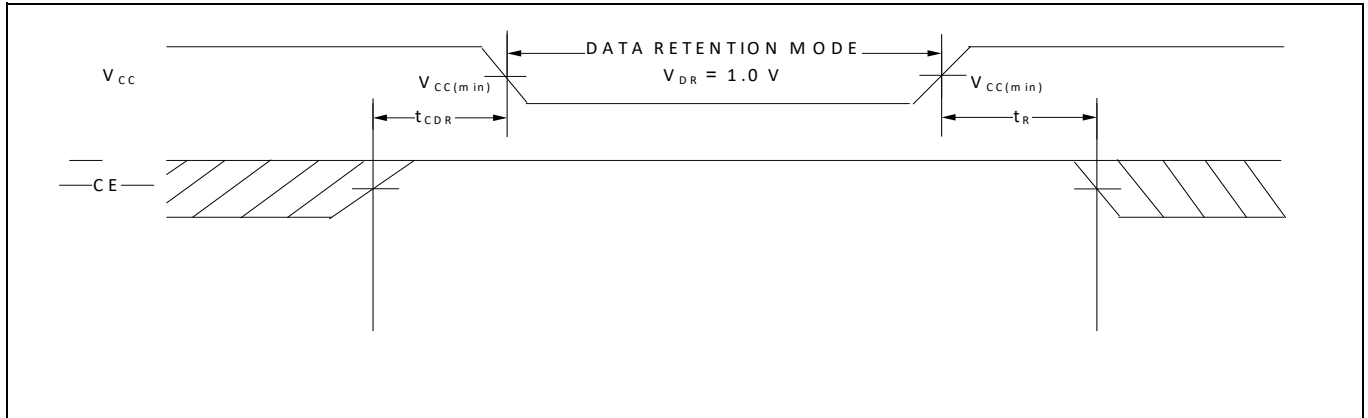 DATA RETENTION MODE
VCC
VCC(min)
VDR = 1.0 V
VCC(min)
tCDR
tR
CE